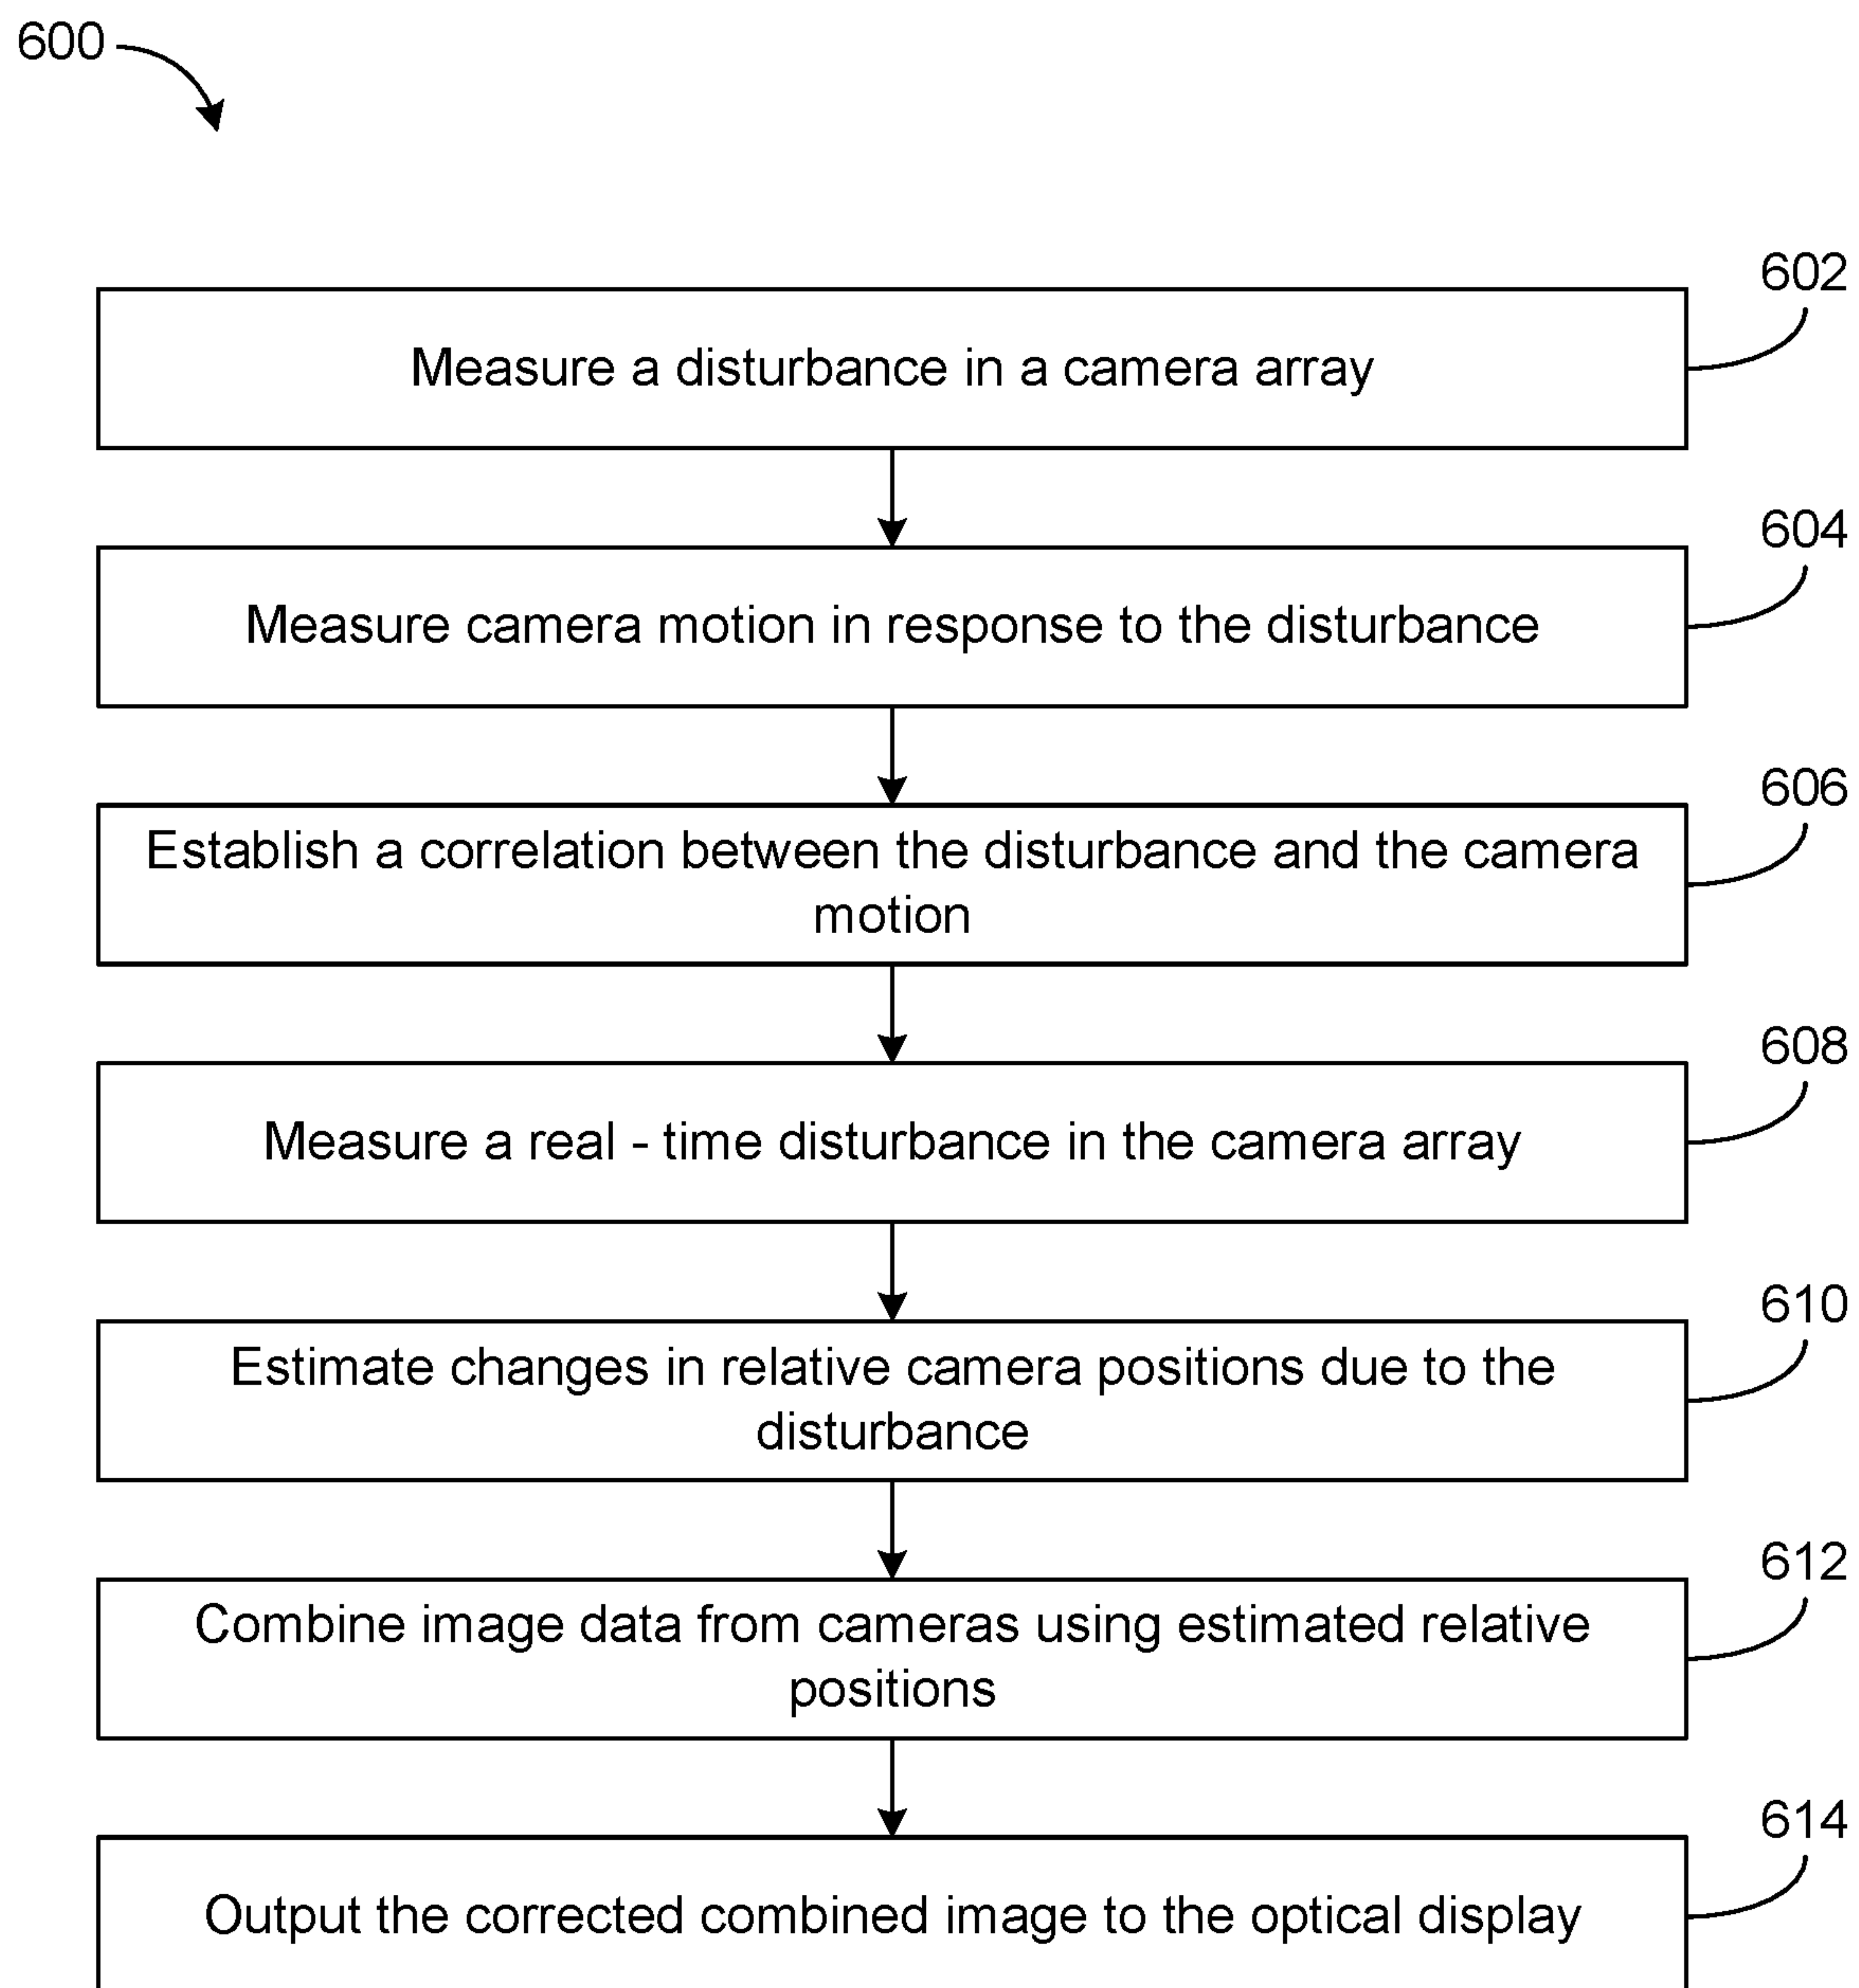 600
602
Measure a disturbance in a camera array
604
Measure camera motion in response to the disturbance
606
Establish a correlation between the disturbance and the camera
motion
608
Measure a real - time disturbance in the camera array
610
Estimate changes in relative camera positions due to the
disturbance
612
Combine image data from cameras using estimated relative
positions
614
Output the corrected combined image to the optical display